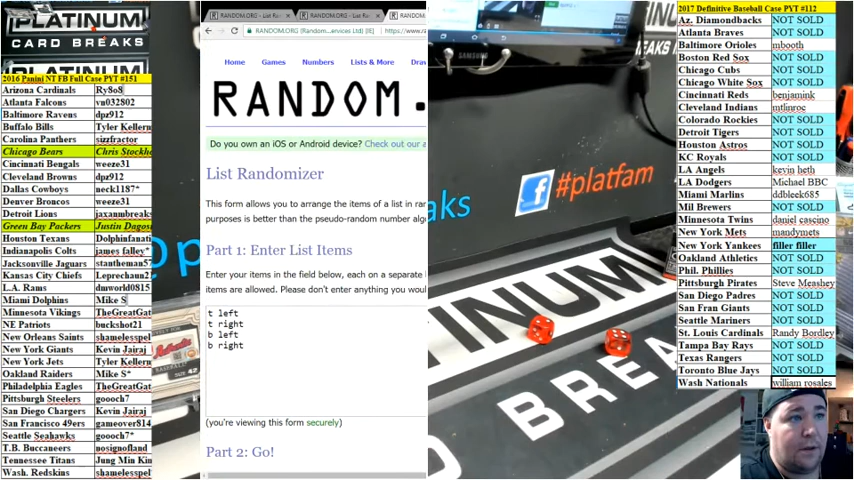 PLATINUM
CARD BREAKS
2016 Panini NT FB Full Case PYT #151
Arizona Cardinals Ry8o8
Atlanta Falcons vn032802
Baltimore Ravens dpz912
Buffalo Bills Tyler Kellerm
Carolina Panthers sizzfractor
Chicago Bears Chris Stockh
Cincinnati Bengals weeze31
Cleveland Browns dpz912
Dallas Cowboys neck1187*
Denver Broncos weeze31
Detroit Lions jaxanmbreaks
Green Bay Packers Justin Dagos
Houston Texans Dolphinfanati
Indianapolis Colts james falley*
Jacksonville Jaguars stantheman57
Kansas City Chiefs Leprechaun2
L.A. Rams dmworld0815
Miami Dolphins Mike S
Minnesota Vikings TheGreatGat
NE Patriots buckshot21
New Orleans Saints shamelesspel
New York Giants Kevin Jairaj
New York Jets Tyler Kellerm
Oakland Raiders Mike S*
Philadelphia Eagles TheGreatGat
Pittsburgh Steelers goooch7
San Diego Chargers Kevin Jairaj
San Francisco 49ers gameover814
Seattle Seahawks goooch7*
T.B. Buccaneers nosignofland
Tennessee Titans Jung Min Kin
Wash. Redskins shamelesspel
RANDOM.ORG - List R
RANDOM.ORG - List R
RANDOM.ORG (Random...ervices Ltd) [IE]
https://www.ra
Home Games Numbers Lists & More Draw
RANDOM.
Do you own an iOS or Android device? Check out our a
List Randomizer
This form allows you to arrange the items of a list in ran
purposes is better than the pseudo-random number algo
Part 1: Enter List Items
Enter your items in the field below, each on a separate
items are allowed. Please don't enter anything you woul
t left
t right
b left
b right
(you're viewing this form securely)
Part 2: Go!
#platfam
eaks
INUM
D BREA
2017 Definitive Baseball Case PYT #112
Az. Diamondbacks NOT SOLD
Atlanta Braves NOT SOLD
Baltimore Orioles mbooth
Boston Red Sox NOT SOLD
Chicago Cubs NOT SOLD
Chicago White Sox NOT SOLD
Cincinnati Reds benjamink
Cleveland Indians mtlinroc
Colorado Rockies NOT SOLD
Detroit Tigers NOT SOLD
Houston Astros NOT SOLD
KC Royals NOT SOLD
LA Angels kevin heth
LA Dodgers Michael BBC
Miami Marlins ddbleek685
Mil Brewers NOT SOLD
Minnesota Twins daniel cascino
New York Mets mandymets
New York Yankees filler filler
Oakland Athletics NOT SOLD
Phil. Phillies NOT SOLD
Pittsburgh Pirates Steve Meashey
San Diego Padres NOT SOLD
San Fran Giants NOT SOLD
Seattle Mariners NOT SOLD
St. Louis Cardinals Randy Bordley
Tampa Bay Rays NOT SOLD
Texas Rangers NOT SOLD
Toronto Blue Jays NOT SOLD
Wash Nationals william rosales